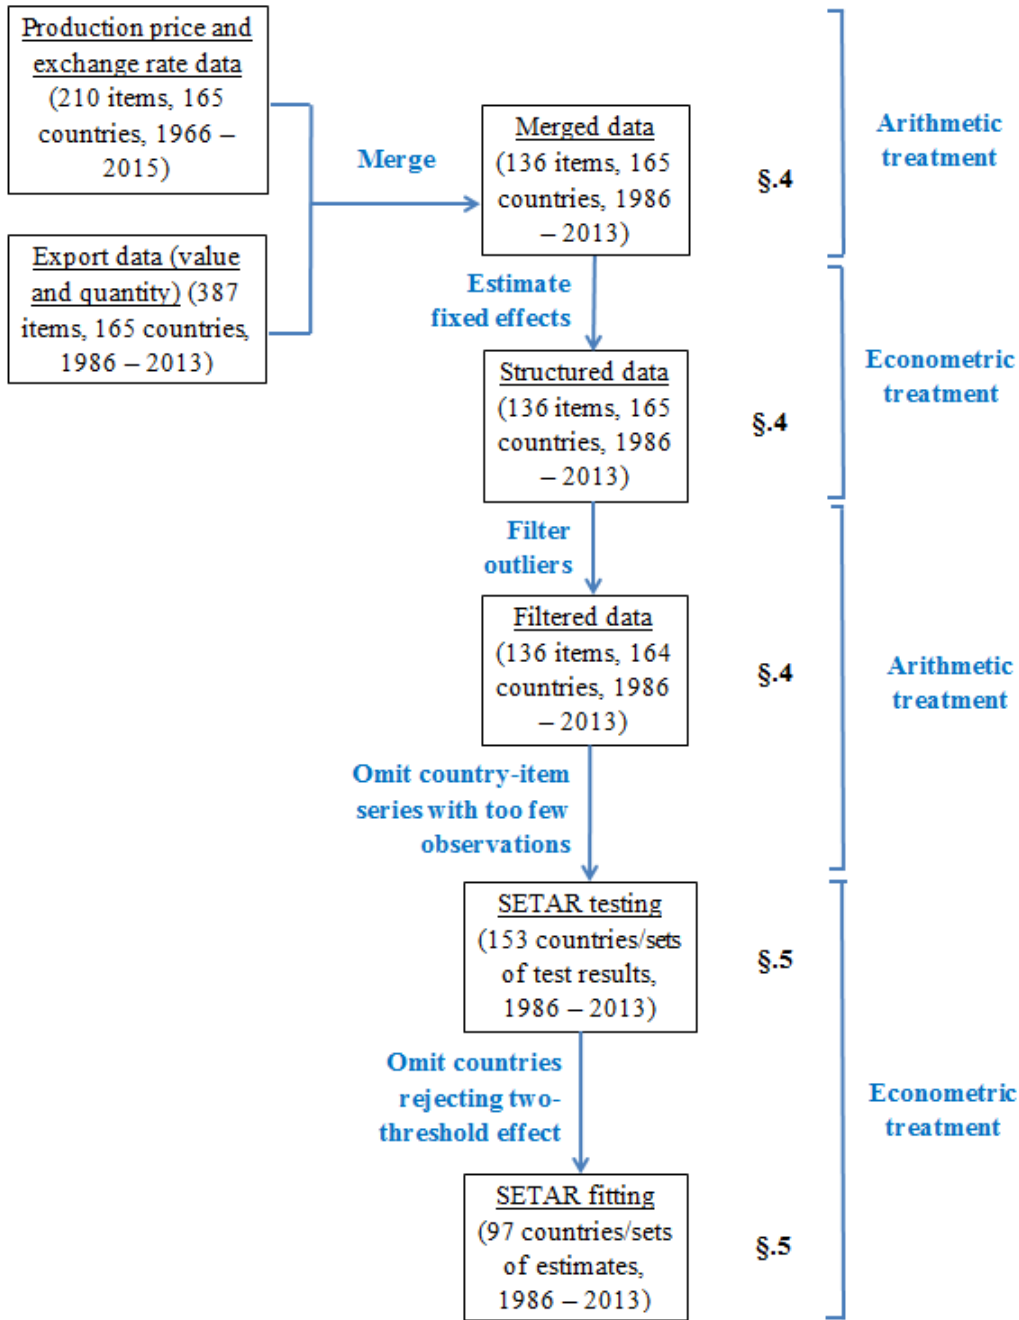 Production price and
exchange rate data
(210 items, 165
countries, 1966 –
2015)
Export data (value
and quantity) (387
items, 165 countries,
1986 – 2013)
Merge
Merged data
(136 items, 165
countries, 1986
– 2013)
§.4
Arithmetic
treatment
Estimate
fixed effects
Structured data
(136 items, 165
countries, 1986
– 2013)
§.4
Econometric
treatment
Filter
outliers
Filtered data
(136 items, 164
countries, 1986
– 2013)
§.4
Arithmetic
treatment
Omit country-item
series with too few
observations
SETAR testing
(153 countries/sets
of test results,
1986 – 2013)
§.5
Omit countries
rejecting two-
threshold effect
Econometric
treatment
SETAR fitting
(97 countries/sets
of estimates,
1986 – 2013)
§.5